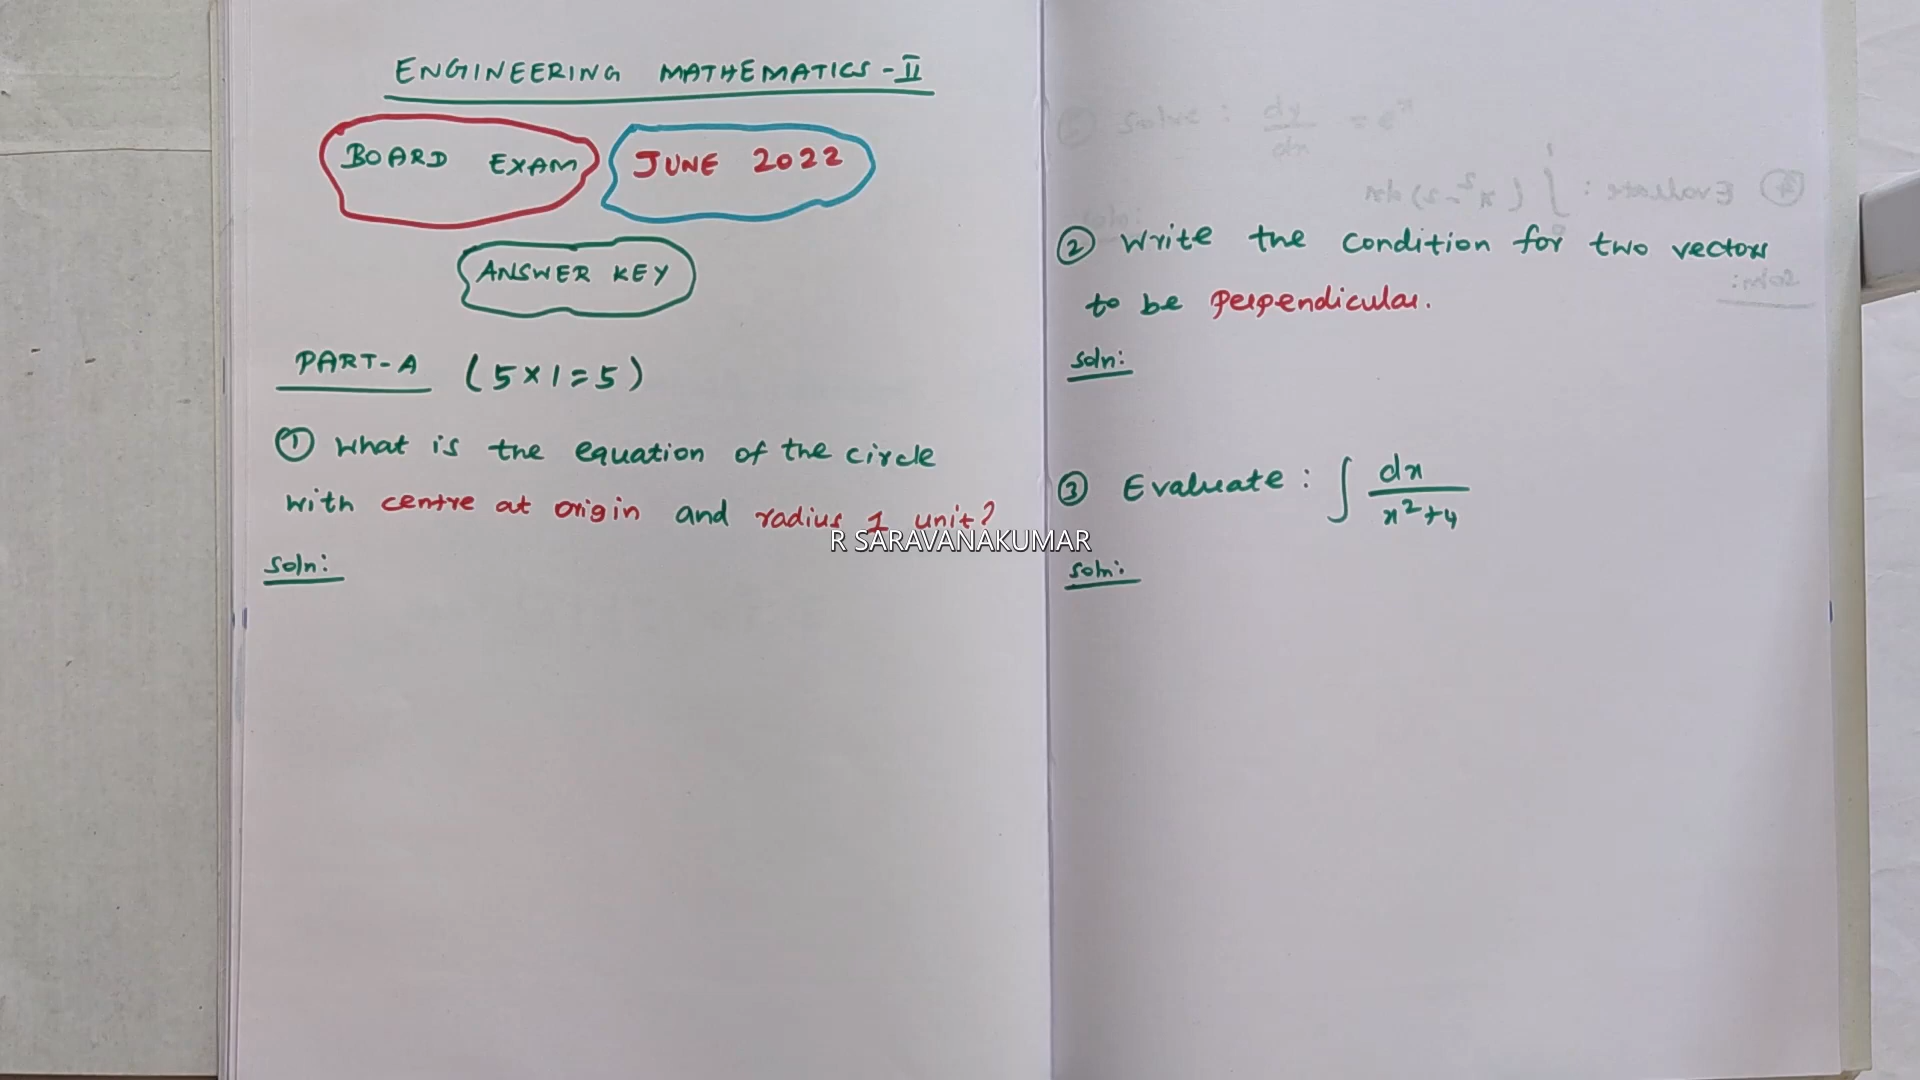 ENGINEERING MATHEMATICS - II
BOARD EXAM JUNE 2022
ANSWER KEY
PART-A (5×1=5)
① What is the equation of the circle
with centre at origin and radius 1 unit?
Soln:
② Write the condition for two vectors
to be perpendicular.
Soln:
③ Evaluate: ∫ dx / x²+4
Soln:
R SARAVANAKUMAR